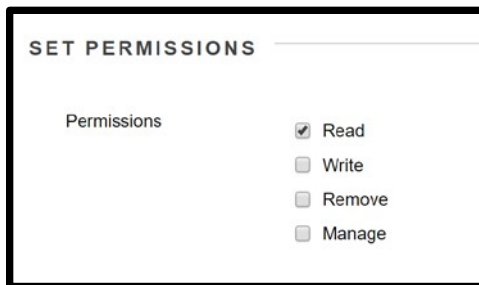 SET PERMISSIONS
Permissions
Read
Write
Remove
Manage